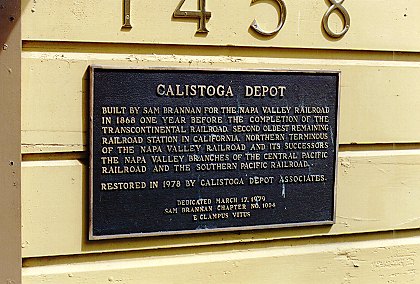 1458
CALISTOGA DEPOT
BUILT BY SAM BRANNAN FOR THE NAPA VALLEY RAILROAD
IN 1868 ONE YEAR BEFORE THE COMPLETION OF THE
TRANSCONTINENTAL RAILROAD. SECOND OLDEST REMAINING
RAILROAD STATION IN CALIFORNIA. NORTHERN TERMINOUS
OF THE NAPA VALLEY RAILROAD AND ITS SUCCESSORS
THE NAPA VALLEY BRANCHES OF THE CENTRAL PACIFIC
RAILROAD AND THE SOUTHERN PACIFIC RAILROAD.
RESTORED IN 1978 BY CALISTOGA DEPOT ASSOCIATES.
DEDICATED MARCH 17, 1979
SAM BRANNAN CHAPTER NO. 1004
E CLAMPUS VITUS